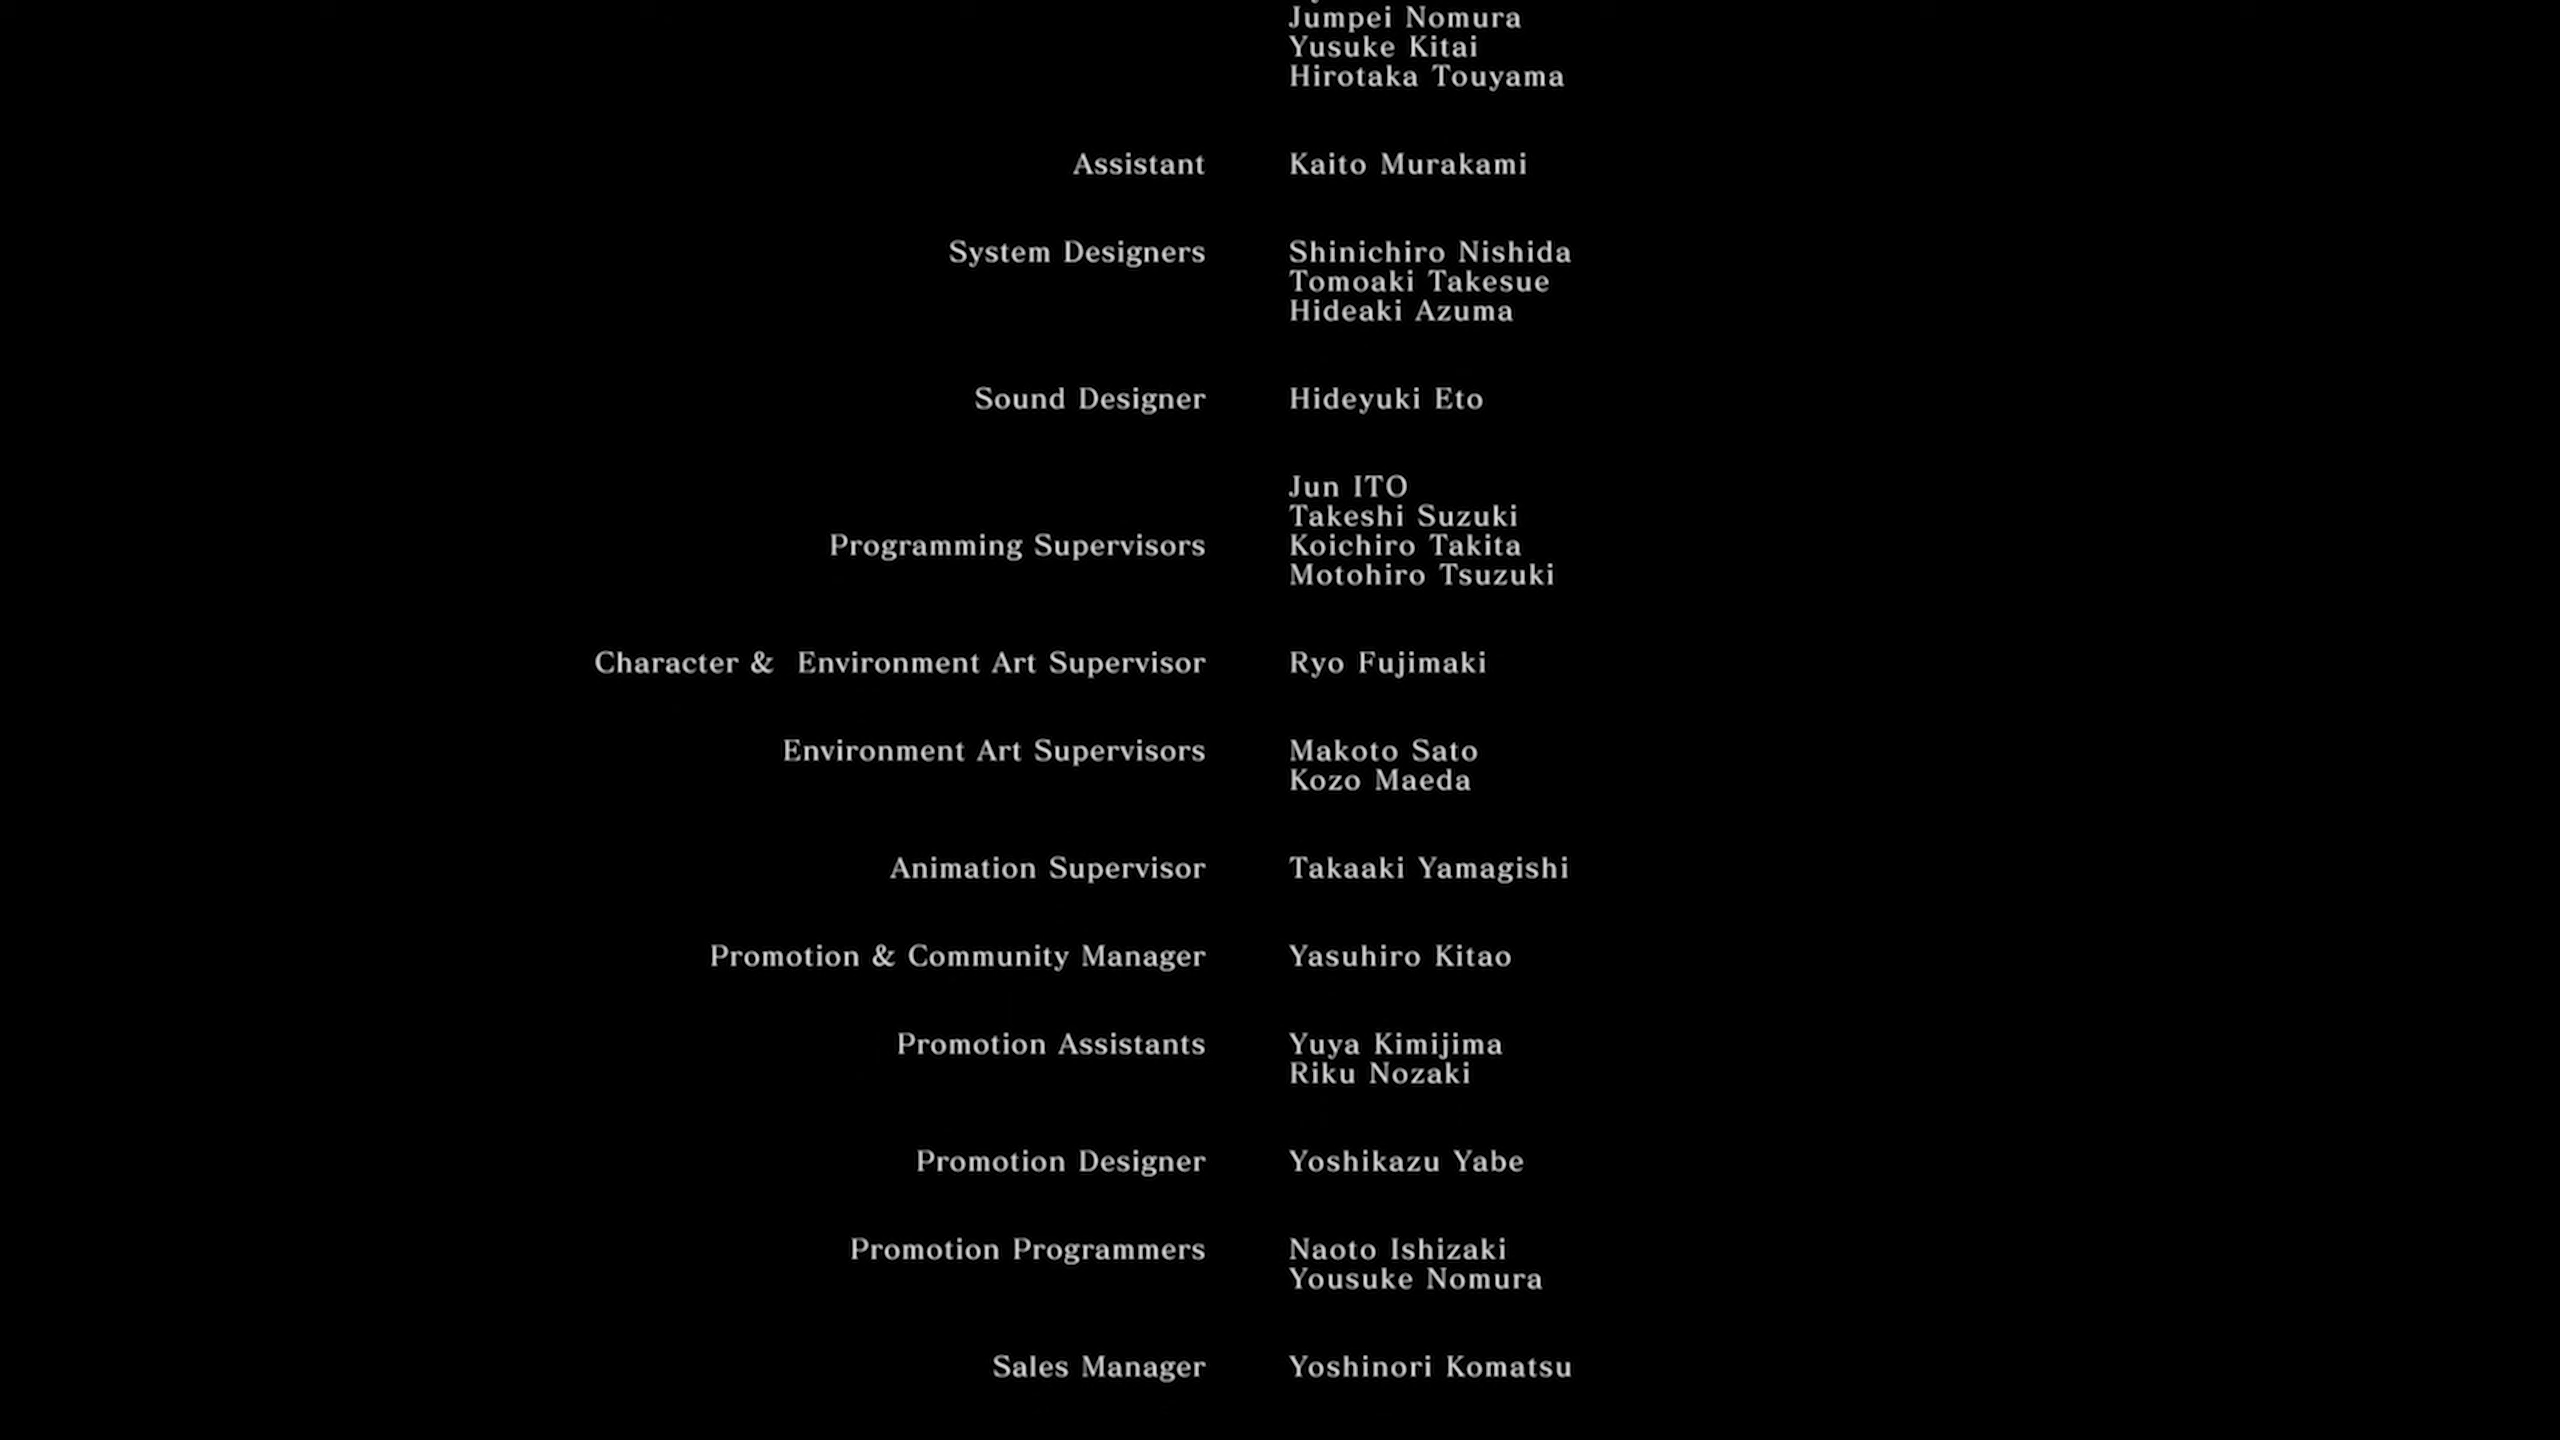 Jumpei Nomura
Yusuke Kitai
Hirotaka Touyama
Assistant Kaito Murakami
System Designers Shinichiro Nishida
Tomoaki Takesue
Hideaki Azuma
Sound Designer Hideyuki Eto
Jun ITO
Takeshi Suzuki
Programming Supervisors Koichiro Takita
Motohiro Tsuzuki
Character &  Environment Art Supervisor Ryo Fujimaki
Environment Art Supervisors Makoto Sato
Kozo Maeda
Animation Supervisor Takaaki Yamagishi
Promotion & Community Manager Yasuhiro Kitao
Promotion Assistants Yuya Kimijima
Riku Nozaki
Promotion Designer Yoshikazu Yabe
Promotion Programmers Naoto Ishizaki
Yousuke Nomura
Sales Manager Yoshinori Komatsu